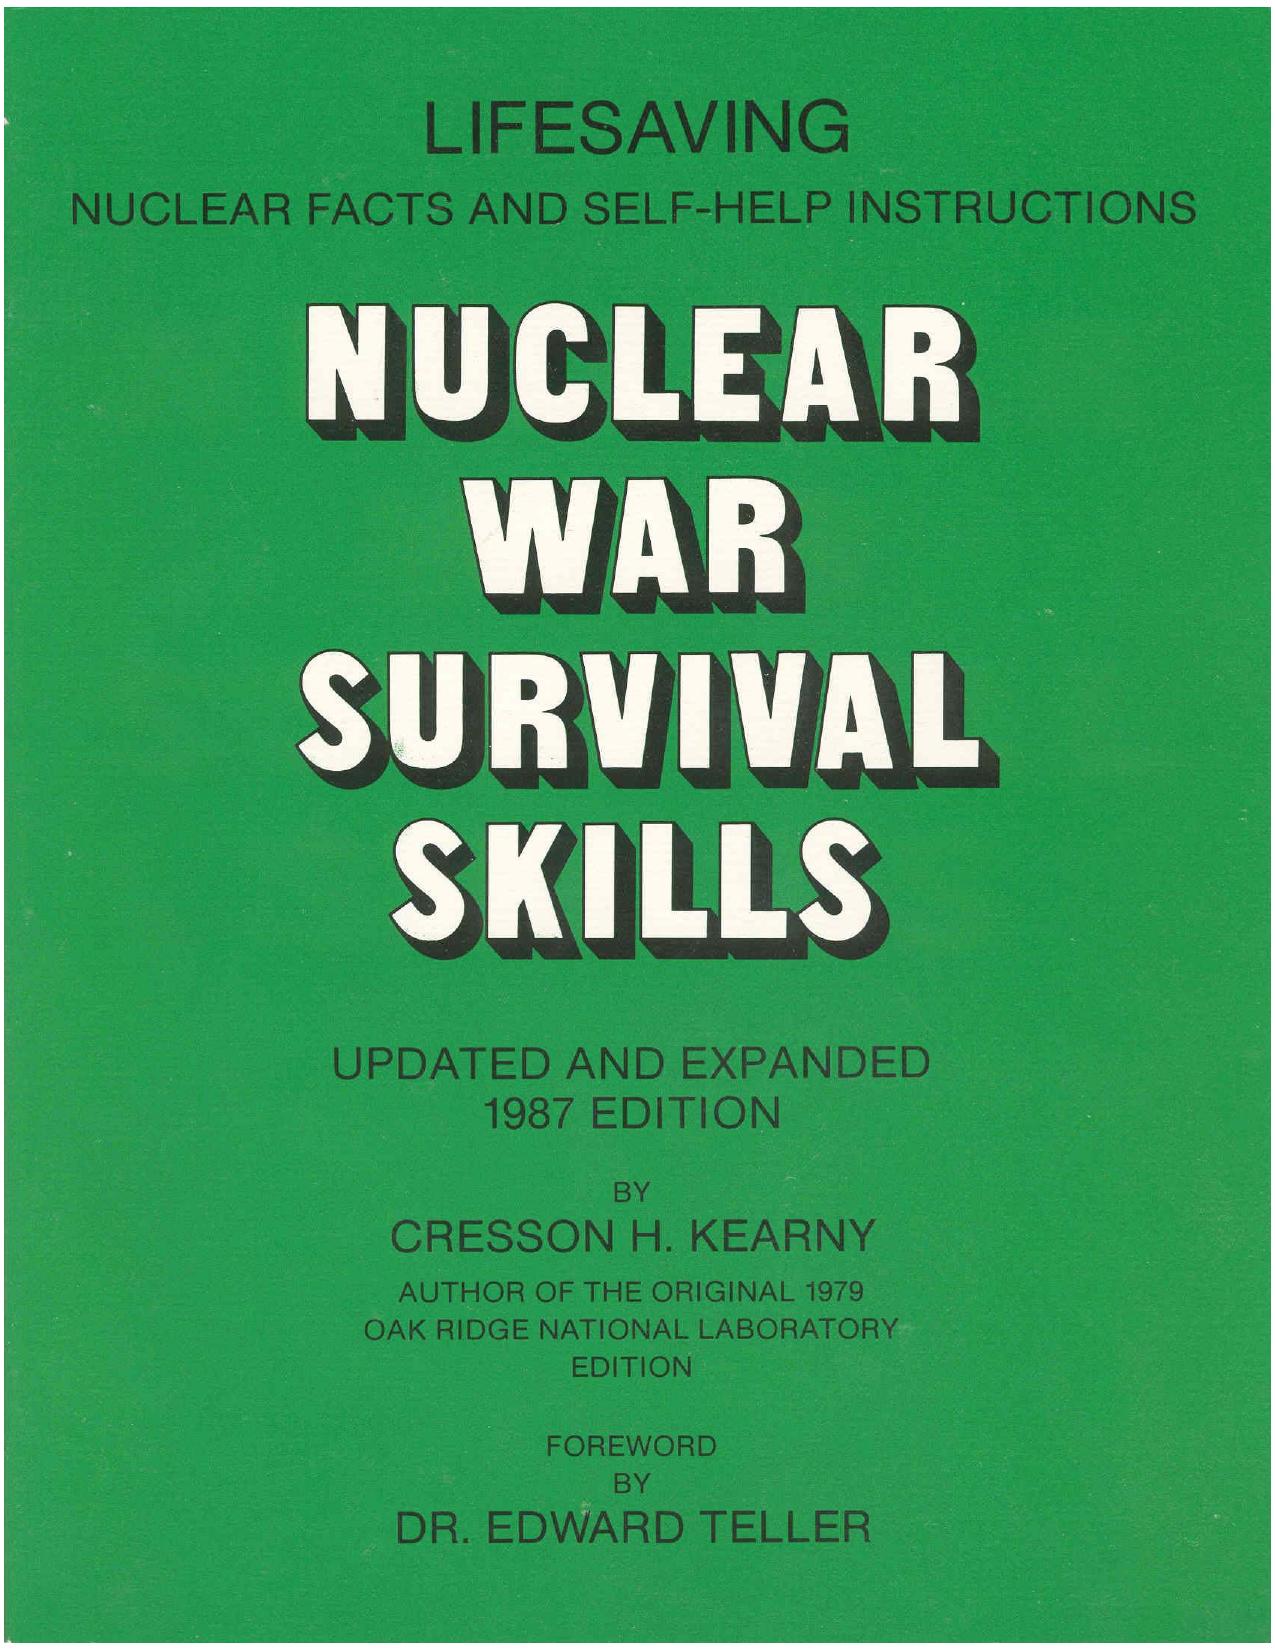 LIFESAVING
NUCLEAR FACTS AND SELF-HELP INSTRUCTIONS
NUCLEAR
WAR
SURVIVAL
SKILLS
UPDATED AND EXPANDED
1987 EDITION
BY
CRESSON H. KEARNY
AUTHOR OF THE ORIGINAL 1979
OAK RIDGE NATIONAL LABORATORY
EDITION
FOREWORD
BY
DR. EDWARD TELLER